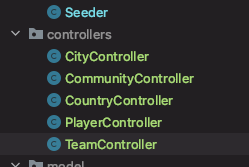 Seeder
controllers
CityController
CommunityController
CountryController
PlayerController
TeamController
model